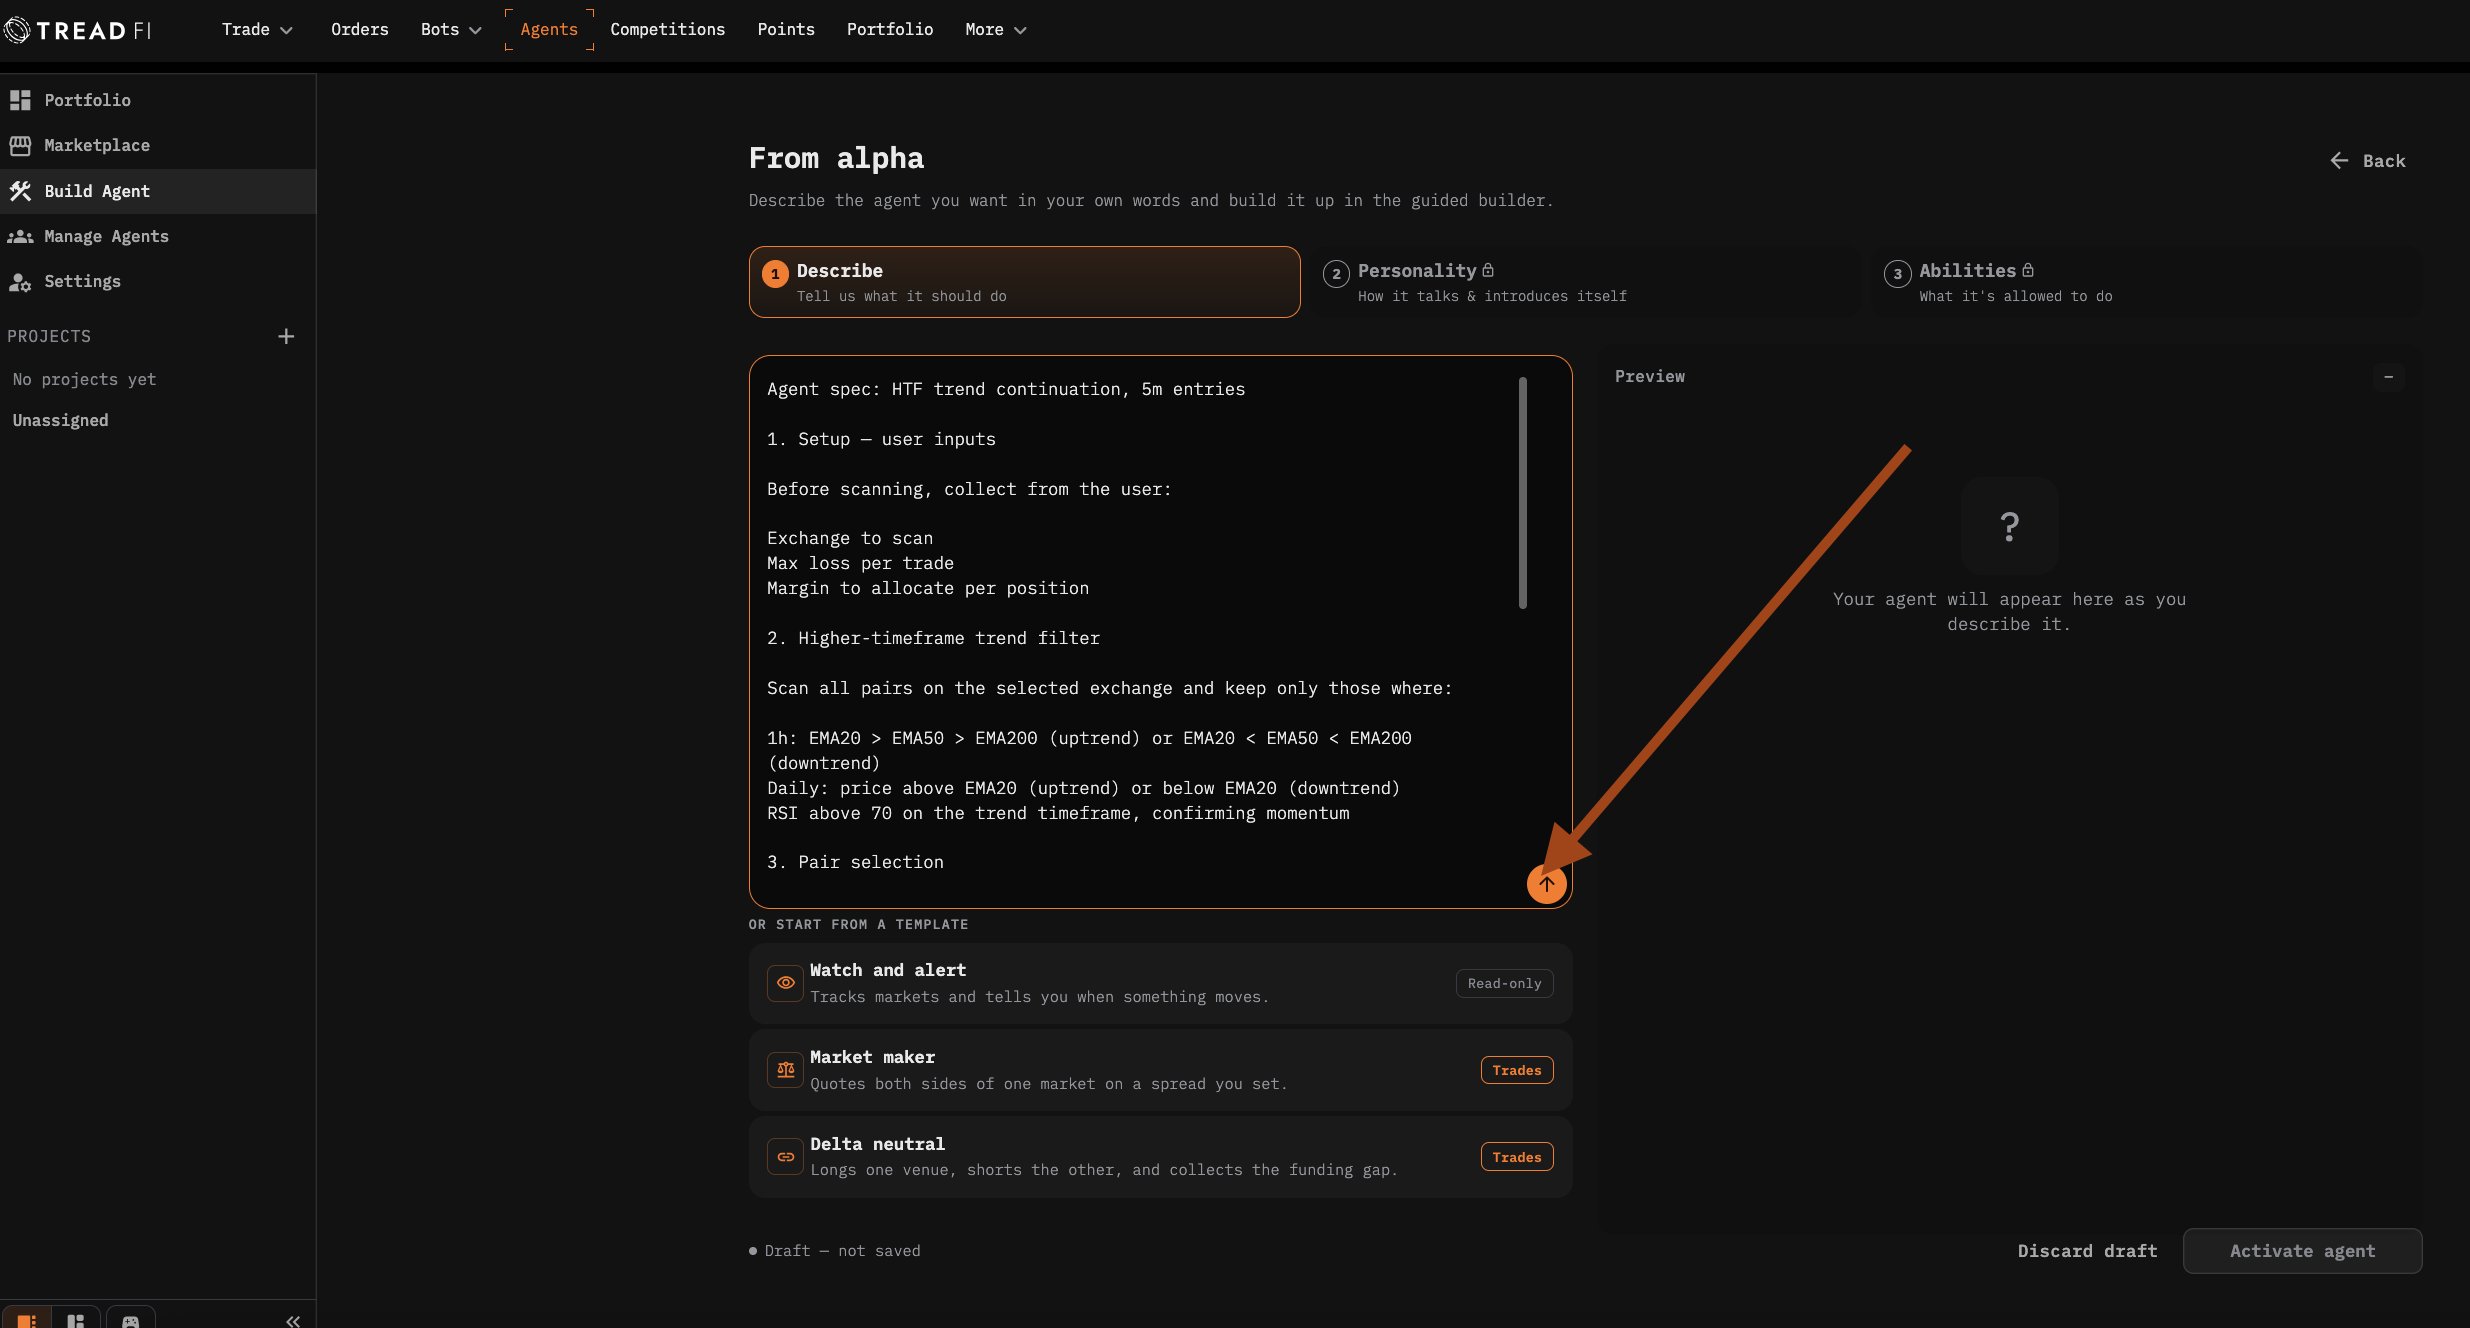 TREAD FI
Trade
Orders
Bots
Agents
Competitions
Points
Portfolio
More
Portfolio
Marketplace
Build Agent
Manage Agents
Settings
PROJECTS
No projects yet
Unassigned
From alpha
Back
Describe the agent you want in your own words and build it up in the guided builder.
1 Describe
Tell us what it should do
2 Personality
How it talks & introduces itself
3 Abilities
What it's allowed to do
Agent spec: HTF trend continuation, 5m entries
1. Setup — user inputs
Before scanning, collect from the user:
Exchange to scan
Max loss per trade
Margin to allocate per position
2. Higher-timeframe trend filter
Scan all pairs on the selected exchange and keep only those where:
1h: EMA20 > EMA50 > EMA200 (uptrend) or EMA20 < EMA50 < EMA200
(downtrend)
Daily: price above EMA20 (uptrend) or below EMA20 (downtrend)
RSI above 70 on the trend timeframe, confirming momentum
3. Pair selection
Preview
?
Your agent will appear here as you
describe it.
OR START FROM A TEMPLATE
Watch and alert
Tracks markets and tells you when something moves.
Read-only
Market maker
Quotes both sides of one market on a spread you set.
Trades
Delta neutral
Longs one venue, shorts the other, and collects the funding gap.
Trades
Draft — not saved
Discard draft
Activate agent